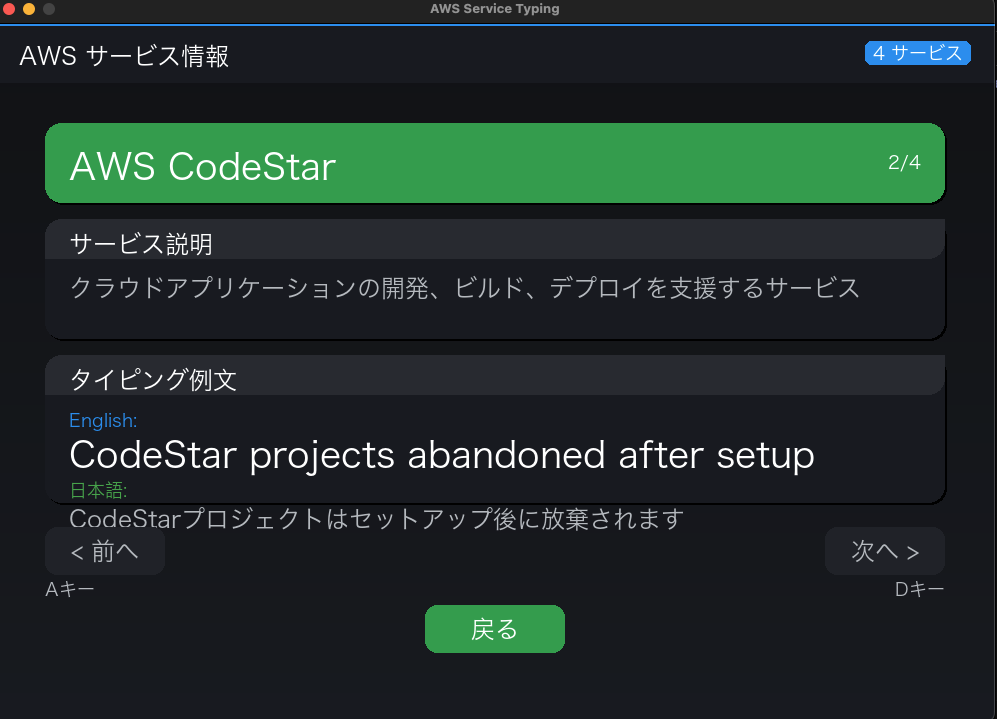 AWS Service Typing
AWS サービス情報
4 サービス
AWS CodeStar
2/4
サービス説明
クラウドアプリケーションの開発、ビルド、デプロイを支援するサービス
タイピング例文
English:
CodeStar projects abandoned after setup
日本語:
CodeStarプロジェクトはセットアップ後に放棄されます
< 前へ
次へ >
Aキー
Dキー
戻る